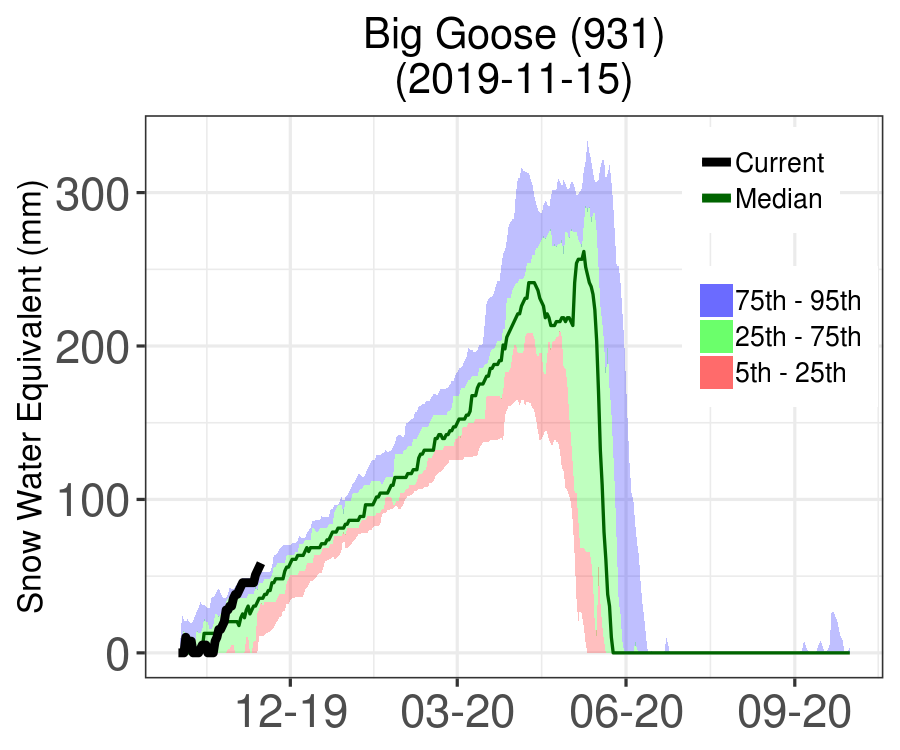 Big Goose (931)
(2019-11-15)
Snow Water Equivalent (mm)
300
200
100
0
Current
Median
75th - 95th
25th - 75th
5th - 25th
12-19
03-20
06-20
09-20